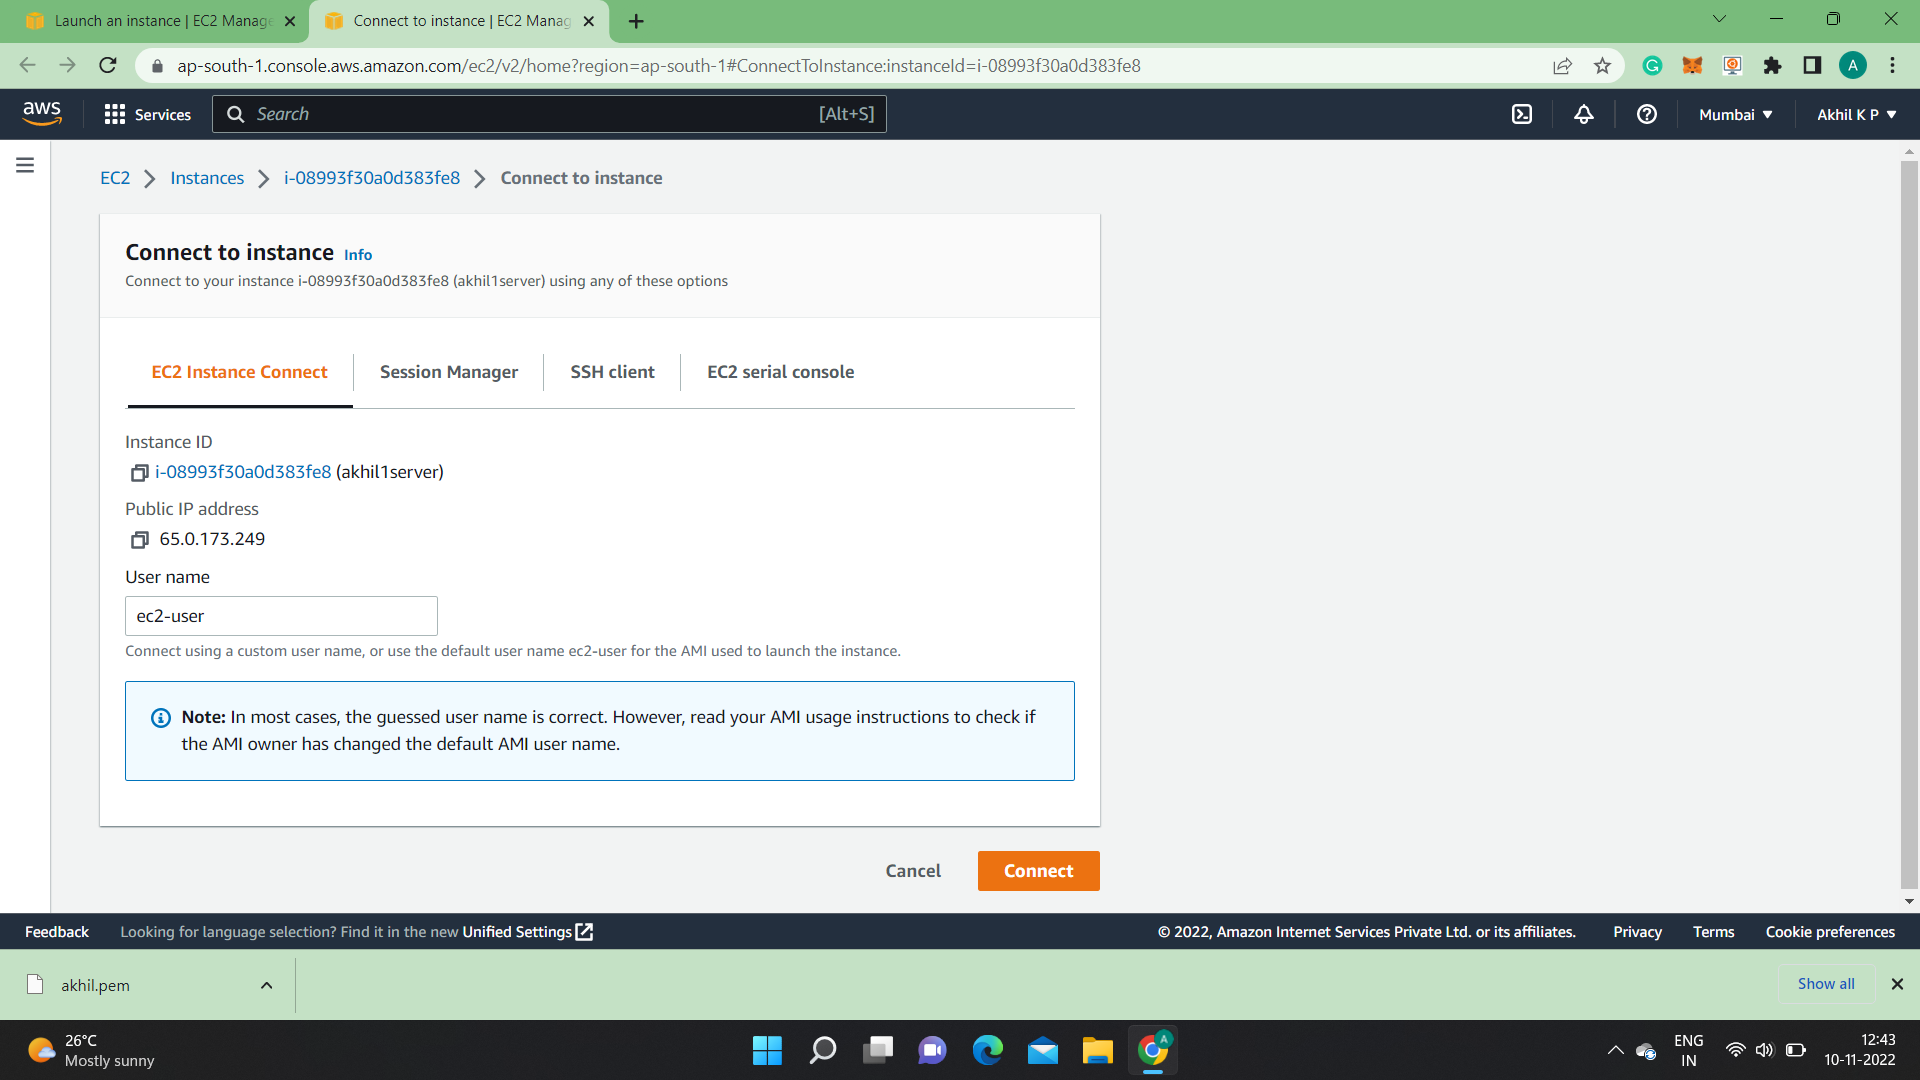 Launch an instance | EC2 Manage
Connect to instance | EC2 Manag
ap-south-1.console.aws.amazon.com/ec2/v2/home?region=ap-south-1#ConnectToInstance:instanceId=i-08993f30a0d383fe8
A
aws
Services
Search
[Alt+S]
Mumbai
Akhil K P
EC2
Instances
i-08993f30a0d383fe8
Connect to instance
Connect to instance Info
Connect to your instance i-08993f30a0d383fe8 (akhil1server) using any of these options
EC2 Instance Connect
Session Manager
SSH client
EC2 serial console
Instance ID
i-08993f30a0d383fe8 (akhil1server)
Public IP address
65.0.173.249
User name
ec2-user
Connect using a custom user name, or use the default user name ec2-user for the AMI used to launch the instance.
Note: In most cases, the guessed user name is correct. However, read your AMI usage instructions to check if
the AMI owner has changed the default AMI user name.
Cancel
Connect
Feedback
Looking for language selection? Find it in the new Unified Settings
© 2022, Amazon Internet Services Private Ltd. or its affiliates.
Privacy
Terms
Cookie preferences
akhil.pem
Show all
26°C
Mostly sunny
A
ENG
IN
12:43
10-11-2022